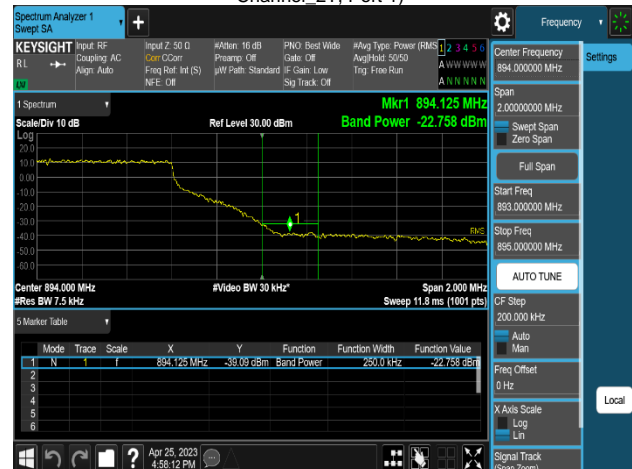 Channel_21, Port 1)
Spectrum Analyzer 1
Swept SA
Frequency
KEYSIGHT
RL
Input: RF
Coupling: AC
Align: Auto
Input Z: 50 Ω
Corr CCorr
Freq Ref: Int (S)
NFE: Off
#Atten: 16 dB
Preamp: Off
µW Path: Standard
PNO: Best Wide
Gate: Off
IF Gain: Low
Sig Track: Off
#Avg Type: Power (RMS
Avg|Hold: 50/50
Trig: Free Run
1 2 3 4 5 6
A W W W W W
A N N N N N
LXI
1 Spectrum
Scale/Div 10 dB
Ref Level 30.00 dBm
Mkr1 894.125 MHz
Band Power -22.758 dBm
Log
20.0
10.0
0.00
-10.0
-20.0
-30.0
-40.0
-50.0
-60.0
1
RMS
Center 894.000 MHz
#Res BW 7.5 kHz
#Video BW 30 kHz*
Span 2.000 MHz
Sweep 11.8 ms (1001 pts)
5 Marker Table
Mode Trace Scale X Y Function Function Width Function Value
1 N 1 f 894.125 MHz -39.09 dBm Band Power 250.0 kHz -22.758 dBm
2
3
4
5
6
Center Frequency
894.000000 MHz
Span
2.00000000 MHz
Swept Span
Zero Span
Full Span
Start Freq
893.000000 MHz
Stop Freq
895.000000 MHz
AUTO TUNE
CF Step
200.000 kHz
Auto
Man
Freq Offset
0 Hz
X Axis Scale
Log
Lin
Signal Track
(Span Zoom)
Settings
Local
?
Apr 25, 2023
4:58:12 PM